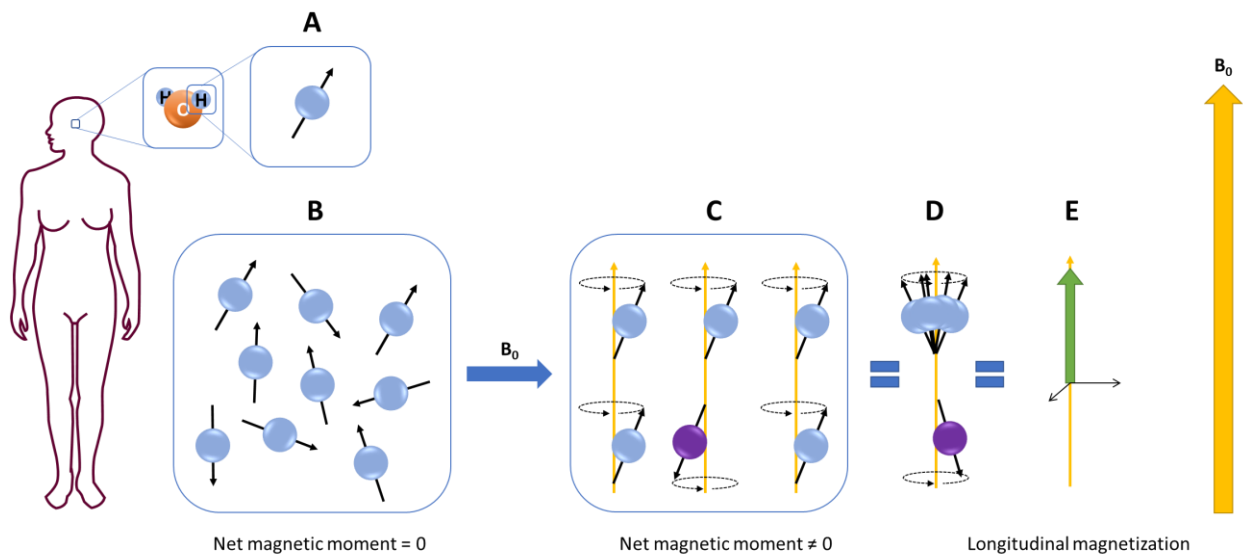 A
H
O
H
B₀
B
C
D
E
B₀
Net magnetic moment = 0
Net magnetic moment ≠ 0
Longitudinal magnetization